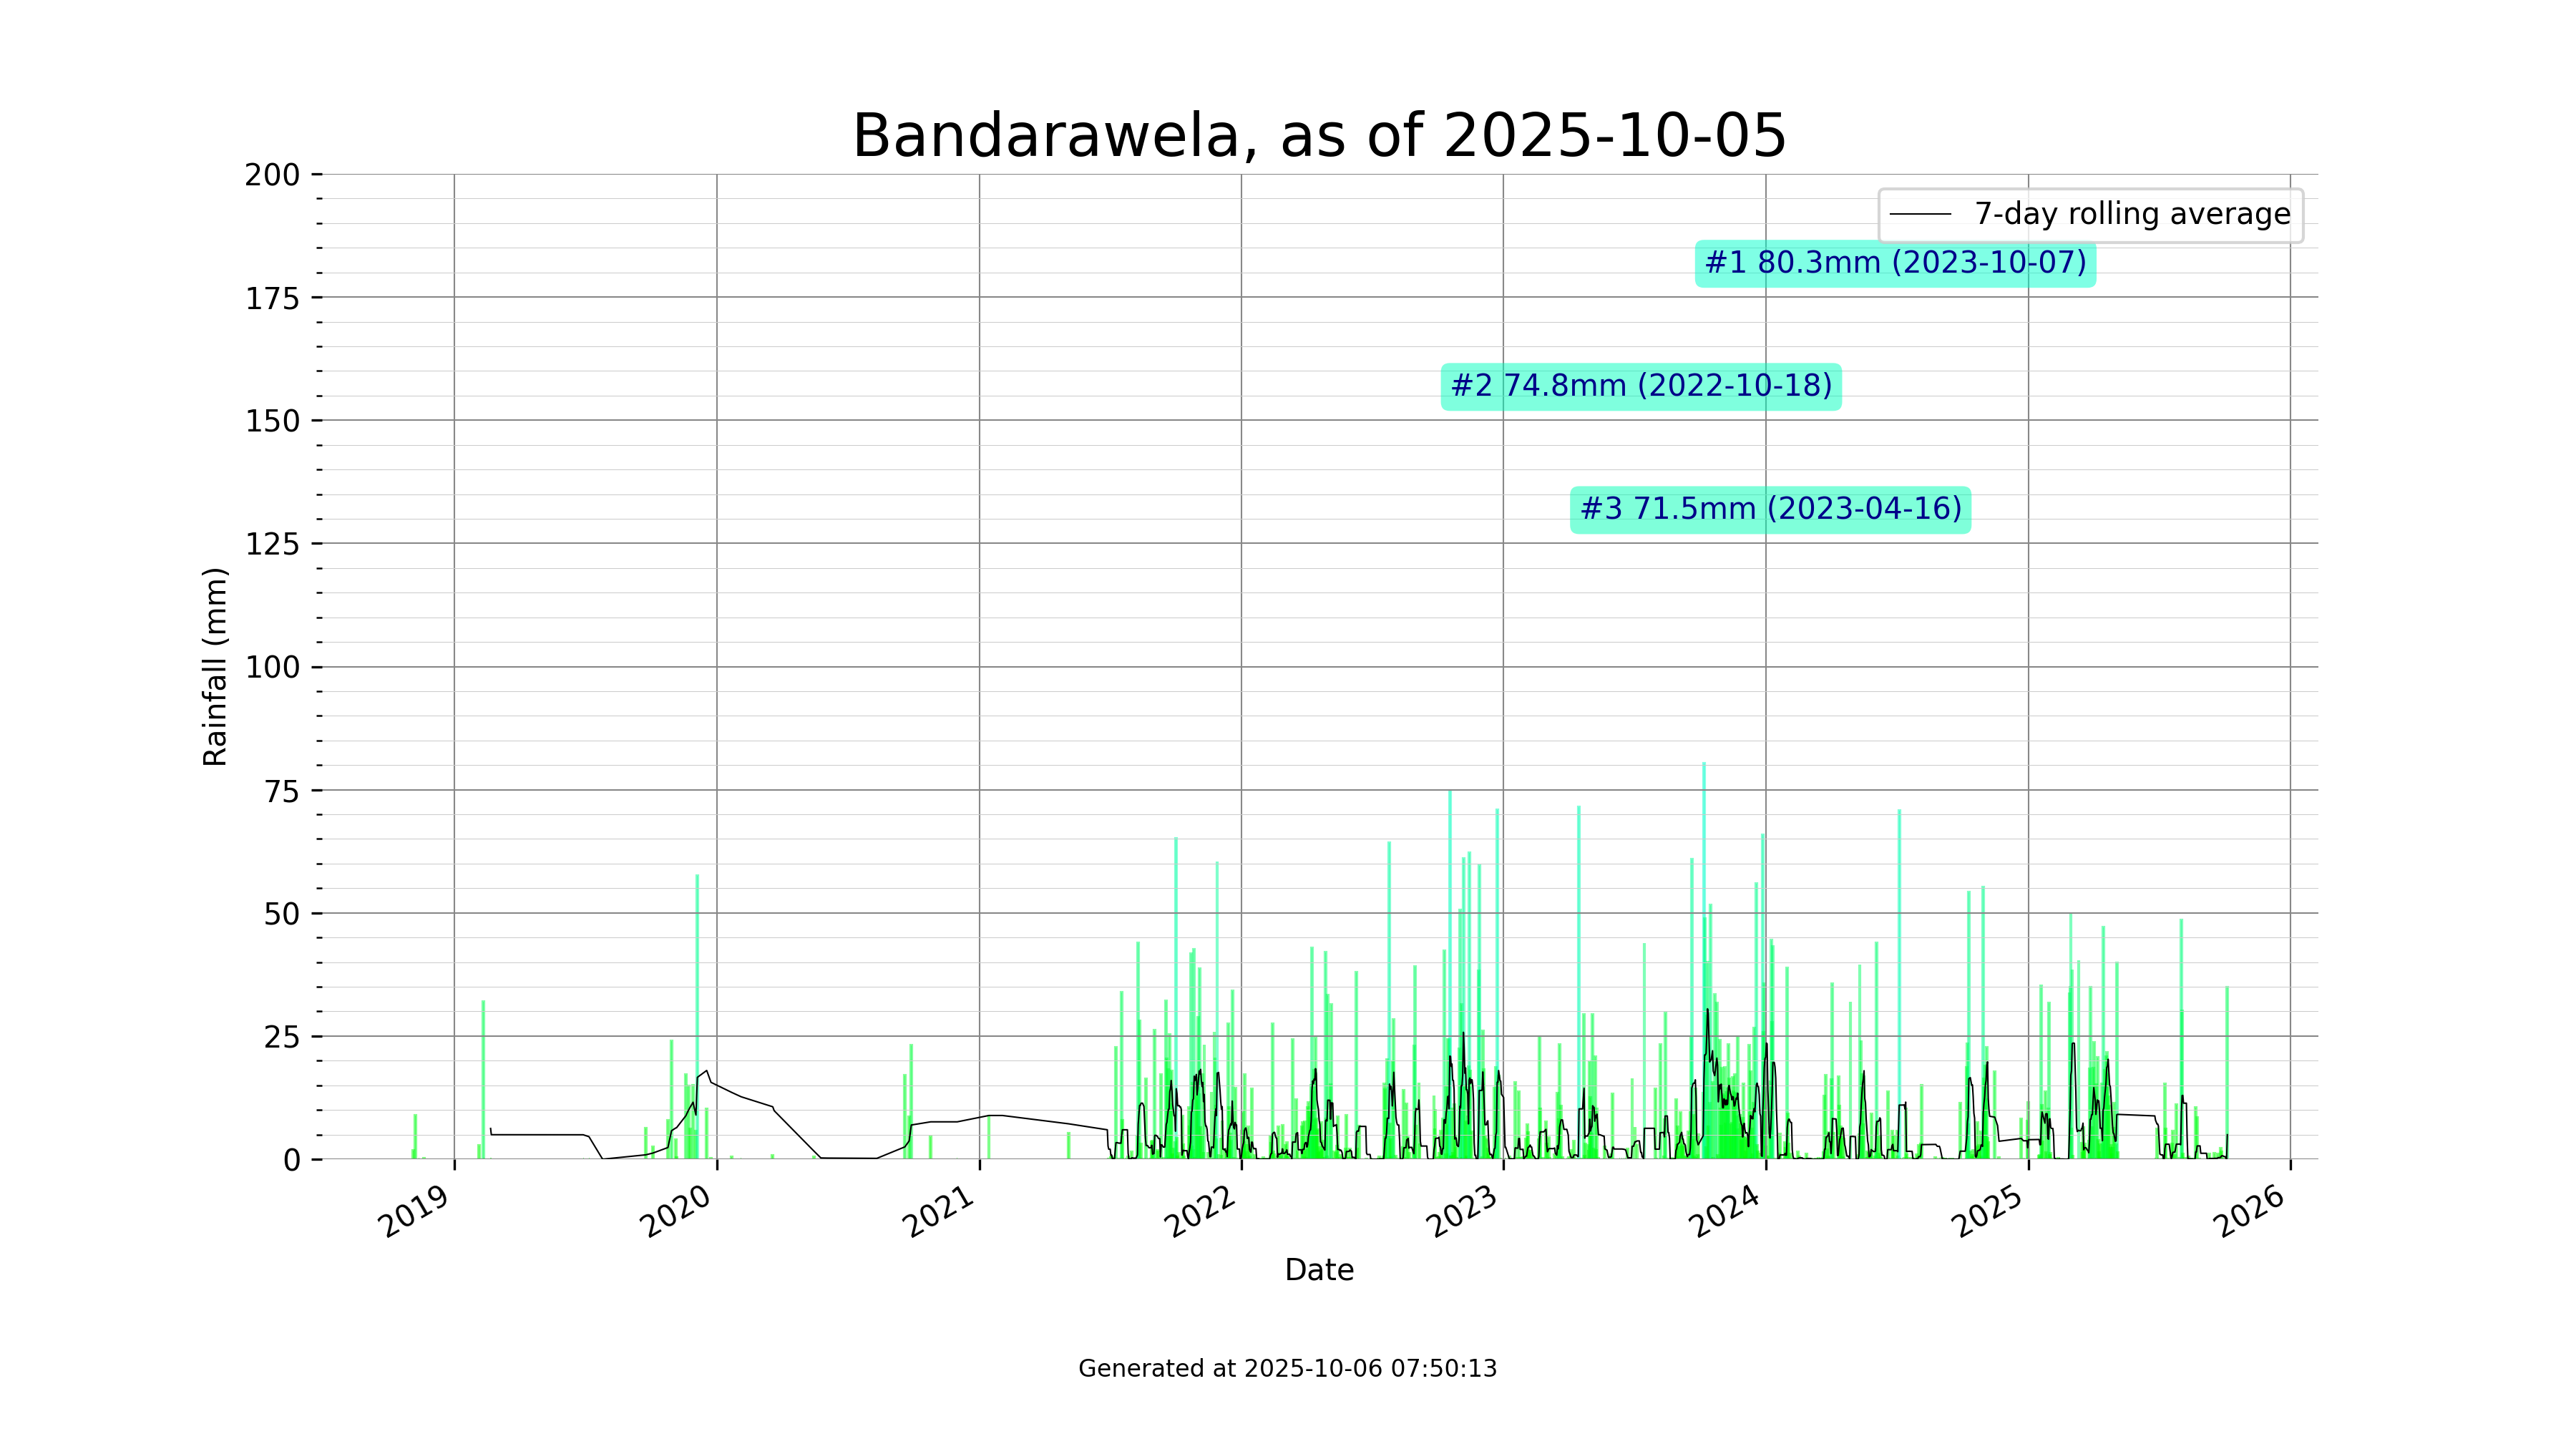 Bandarawela, as of 2025-10-05
200
175
150
125
100
75
50
25
0
Rainfall (mm)
7-day rolling average
#1 80.3mm (2023-10-07)
#2 74.8mm (2022-10-18)
#3 71.5mm (2023-04-16)
2019
2020
2021
2022
2023
2024
2025
2026
Date
Generated at 2025-10-06 07:50:13